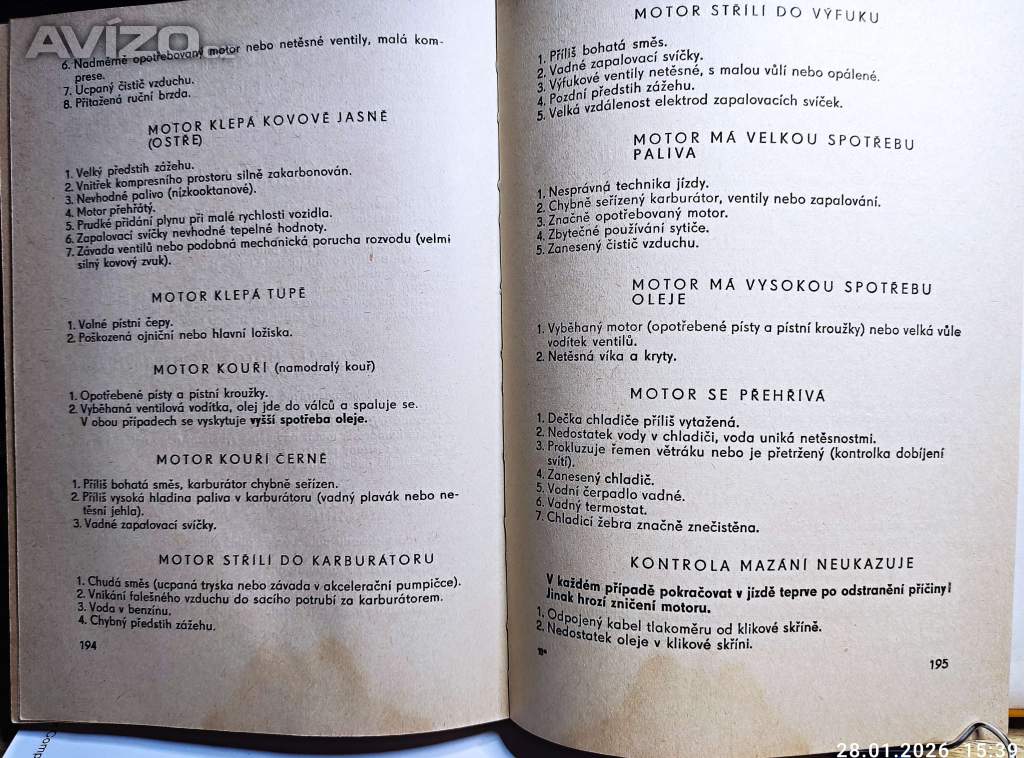 AVÍZO
6. Nadměrně opotřebovaný motor nebo netěsné ventily, malá kom-
prese.
7. Ucpaný čistič vzduchu.
8. Přitažená ruční brzda.
MOTOR KLEPÁ KOVOVĚ JASNĚ
(OSTŘE)
1. Velký předstih zážehu.
2. Vnitřek kompresního prostoru silně zakarbonován.
3. Nevhodné palivo (nízkooktanové).
4. Motor přehřátý.
5. Prudké přidání plynu při malé rychlosti vozidla.
6. Zapalovací svíčky nevhodné tepelné hodnoty.
7. Závada ventilů nebo podobná mechanická porucha rozvodu (velmi
silný kovový zvuk).
MOTOR KLEPÁ TUPĚ
1. Volné pístní čepy.
2. Poškozená ojniční nebo hlavní ložiska.
MOTOR KOUŘÍ (namodralý kouř)
1. Opotřebené písty a pístní kroužky.
2. Vyběhaná ventilová vodítka, olej jde do válců a spaluje se.
V obou případech se vyskytuje vyšší spotřeba oleje.
MOTOR KOUŘÍ ČERNĚ
1. Příliš bohatá směs, karburátor chybně seřízen.
2. Příliš vysoká hladina paliva v karburátoru (vadný plavák nebo ne-
těsní jehla).
3. Vadné zapalovací svíčky.
MOTOR STŘÍLÍ DO KARBURÁTORU
1. Chudá směs (ucpaná tryska nebo závada v akcelerační pumpičce).
2. Vnikání falešného vzduchu do sacího potrubí za karburátorem.
3. Voda v benzínu.
4. Chybný předstih zážehu.
194
MOTOR STŘÍLÍ DO VÝFUKU
1. Příliš bohatá směs.
2. Vadné zapalovací svíčky.
3. Výfukové ventily netěsné, s malou vůlí nebo opálené.
4. Pozdní předstih zážehu.
5. Velká vzdálenost elektrod zapalovacích svíček.
MOTOR MÁ VELKOU SPOTŘEBU
PALIVA
1. Nesprávná technika jízdy.
2. Chybně seřízený karburátor, ventily nebo zapalování.
3. Značně opotřebovaný motor.
4. Zbytečné používání sytiče.
5. Zanesený čistič vzduchu.
MOTOR MÁ VYSOKOU SPOTŘEBU
OLEJE
1. Vyběhaný motor (opotřebené písty a pístní kroužky) nebo velká vůle
vodítek ventilů.
2. Netěsná víka a kryty.
MOTOR SE PŘEHŘÍVÁ
1. Dečka chladiče příliš vytažená.
2. Nedostatek vody v chladiči, voda uniká netěsnostmi.
3. Prokluzuje řemen větráku nebo je přetržený (kontrolka dobíjení
svítí).
4. Zanesený chladič.
5. Vodní čerpadlo vadné.
6. Vadný termostat.
7. Chladicí žebra značně znečistěna.
KONTROLA MAZÁNÍ NEUKAZUJE
V každém případě pokračovat v jízdě teprve po odstranění příčiny!
Jinak hrozí zničení motoru.
1. Odpojený kabel tlakoměru od klikové skříně.
2. Nedostatek oleje v klikové skříni.
195
Comp
28.01.2026 15:39